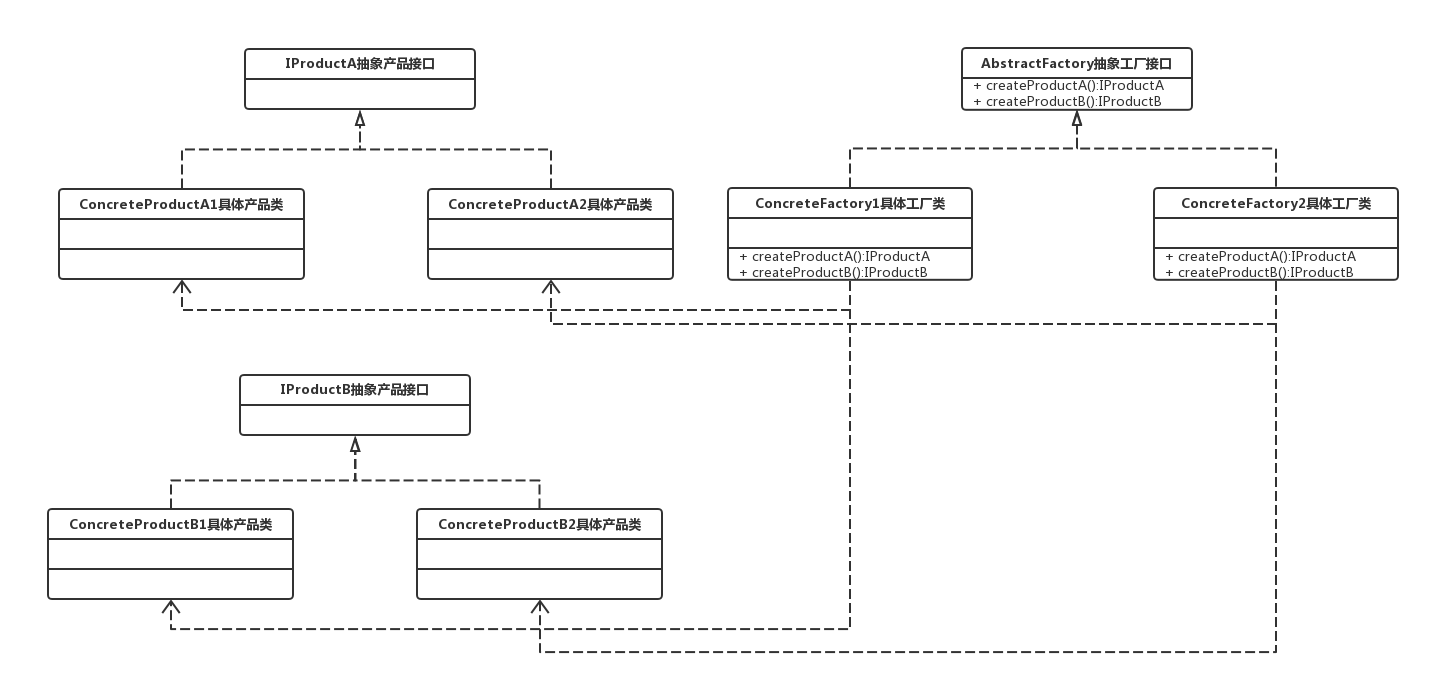 IProductA抽象产品接口
AbstractFactory抽象工厂接口
+ createProductA():IProductA
+ createProductB():IProductB
ConcreteProductA1具体产品类
ConcreteProductA2具体产品类
ConcreteFactory1具体工厂类
+ createProductA():IProductA
+ createProductB():IProductB
ConcreteFactory2具体工厂类
+ createProductA():IProductA
+ createProductB():IProductB
IProductB抽象产品接口
ConcreteProductB1具体产品类
ConcreteProductB2具体产品类